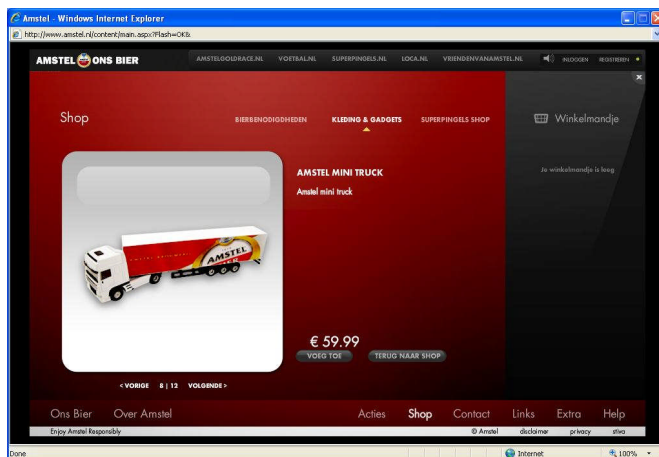 Amstel - Windows Internet Explorer
http://www.amstel.nl/content/main.aspx?Flash=OK&
AMSTEL ONS BIER
AMSTELGOLDRACE.NL VOETBAL.NL SUPERPINGELS.NL LOCA.NL VRIENDENVANAMSTEL.NL INLOGGEN REGISTREREN
Shop
BIERBENODIGDHEDEN KLEDING & GADGETS SUPERPINGELS SHOP
Winkelmandje
Je winkelmandje is leeg
AMSTEL MINI TRUCK
Amstel mini truck
AMSTEL
€ 59.99
VOEG TOE TERUG NAAR SHOP
< VORIGE 8 | 12 VOLGENDE >
Ons Bier Over Amstel Acties Shop Contact Links Extra Help
Enjoy Amstel Responsibly © Amstel disclaimer privacy stiva
Done Internet 100%